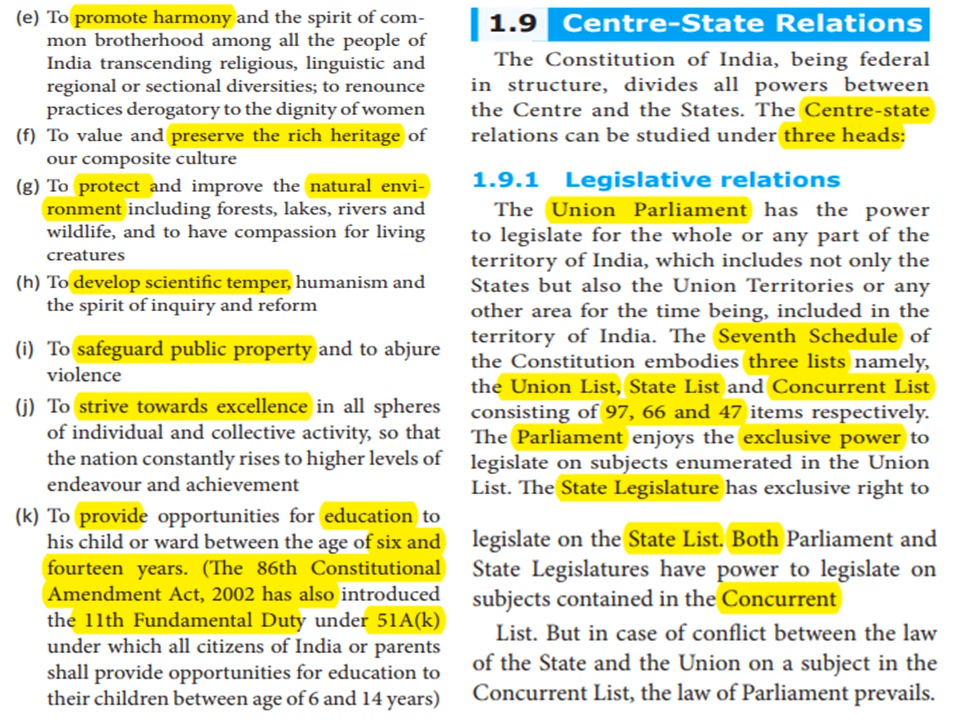 (e) To promote harmony and the spirit of com-
mon brotherhood among all the people of
India transcending religious, linguistic and
regional or sectional diversities; to renounce
practices derogatory to the dignity of women
(f) To value and preserve the rich heritage of
our composite culture
(g) To protect and improve the natural envi-
ronment including forests, lakes, rivers and
wildlife, and to have compassion for living
creatures
(h) To develop scientific temper, humanism and
the spirit of inquiry and reform
(i) To safeguard public property and to abjure
violence
(j) To strive towards excellence in all spheres
of individual and collective activity, so that
the nation constantly rises to higher levels of
endeavour and achievement
(k) To provide opportunities for education to
his child or ward between the age of six and
fourteen years. (The 86th Constitutional
Amendment Act, 2002 has also introduced
the 11th Fundamental Duty under 51A(k)
under which all citizens of India or parents
shall provide opportunities for education to
their children between age of 6 and 14 years)
1.9 Centre-State Relations
The Constitution of India, being federal
in structure, divides all powers between
the Centre and the States. The Centre-state
relations can be studied under three heads:
1.9.1 Legislative relations
The Union Parliament has the power
to legislate for the whole or any part of the
territory of India, which includes not only the
States but also the Union Territories or any
other area for the time being, included in the
territory of India. The Seventh Schedule of
the Constitution embodies three lists namely,
the Union List, State List and Concurrent List
consisting of 97, 66 and 47 items respectively.
The Parliament enjoys the exclusive power to
legislate on subjects enumerated in the Union
List. The State Legislature has exclusive right to
legislate on the State List. Both Parliament and
State Legislatures have power to legislate on
subjects contained in the Concurrent
List. But in case of conflict between the law
of the State and the Union on a subject in the
Concurrent List, the law of Parliament prevails.